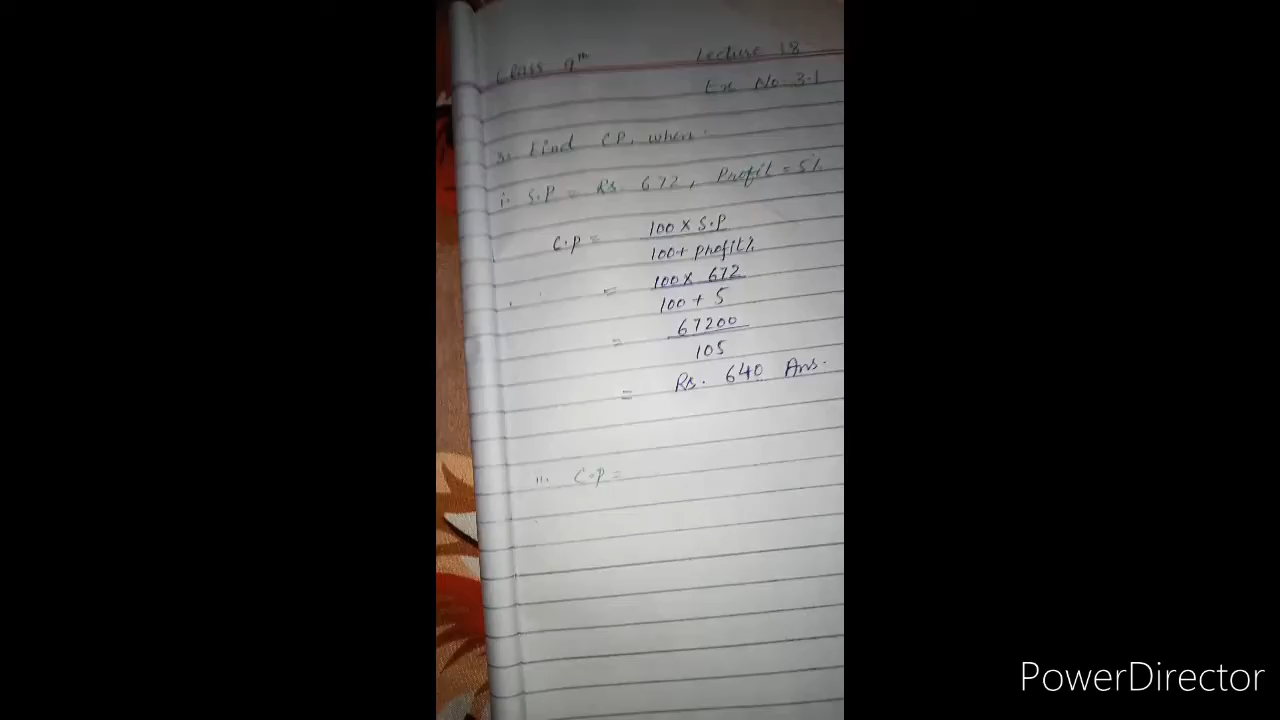 Class 9th Lecture 18
Ex No 3.1
3. Find CP, when.
i. S.P = Rs. 672, Profit = 5%
C.P = 100 x S.P
100 + Profit%
= 100 x 672
100 + 5
= 67200
105
= Rs. 640 Ans.
ii. C.P =
PowerDirector